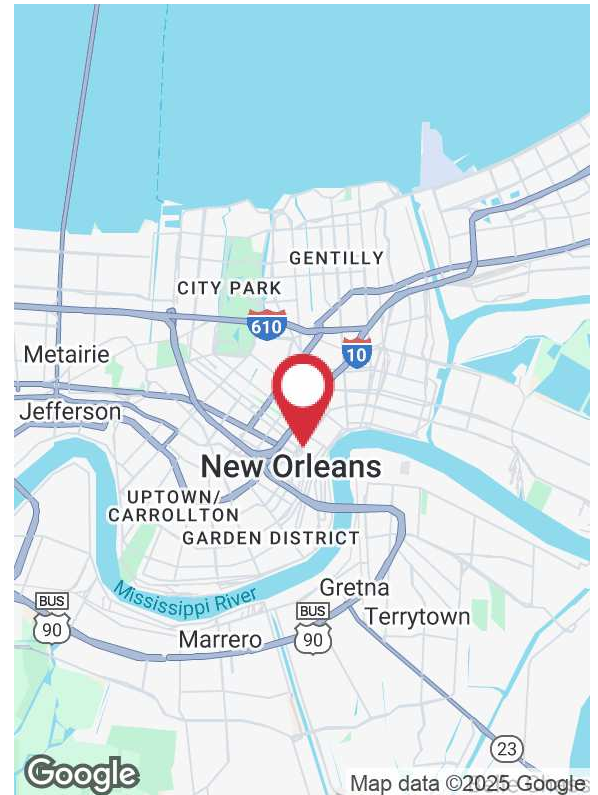 GENTILLY
CITY PARK
610
10
Metairie
Jefferson
New Orleans
UPTOWN/
CARROLLTON
GARDEN DISTRICT
Mississippi River
Gretna
BUS
90
BUS
90
Terrytown
Marrero
23
Google
Map data ©2025 Google